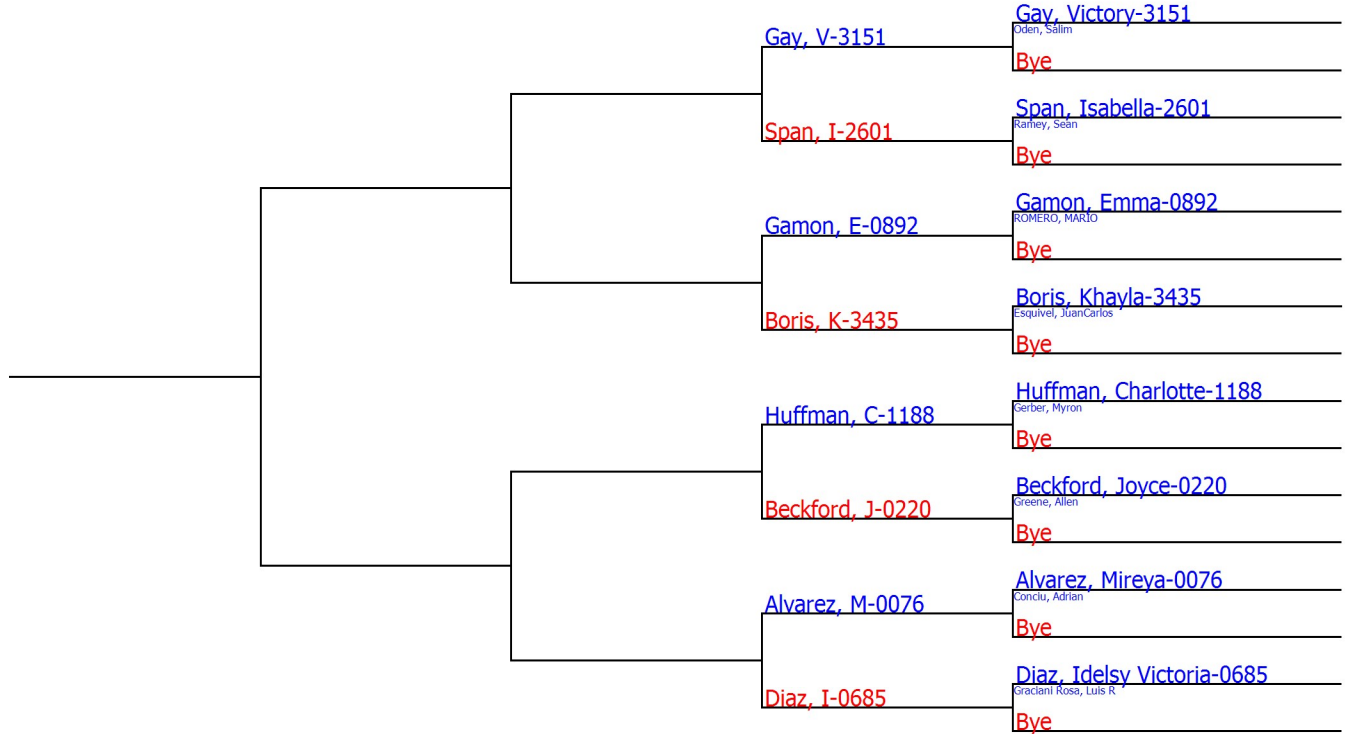 Gay, Victory-3151
Oden, Salim
Gay, V-3151
Bye
Span, Isabella-2601
Ramey, Sean
Span, I-2601
Bye
Gamon, Emma-0892
ROMERO, MARIO
Gamon, E-0892
Bye
Boris, Khayla-3435
Esquivel, JuanCarlos
Boris, K-3435
Bye
Huffman, Charlotte-1188
Gerber, Myron
Huffman, C-1188
Bye
Beckford, Joyce-0220
Greene, Allen
Beckford, J-0220
Bye
Alvarez, Mireya-0076
Conciu, Adrian
Alvarez, M-0076
Bye
Diaz, Idelsy Victoria-0685
Graciani Rosa, Luis R
Diaz, I-0685
Bye